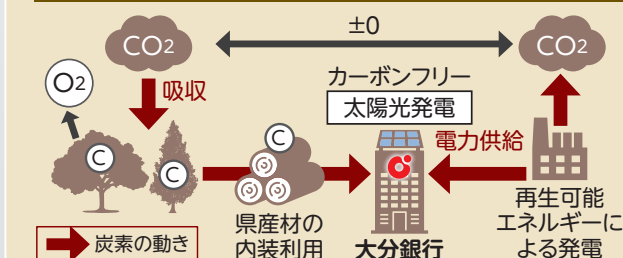 CO2
±0
CO2
O2
吸収
カーボンフリー
太陽光発電
電力供給
C
C
C
県産材の
内装利用
大分銀行
再生可能
エネルギーに
よる発電
炭素の動き